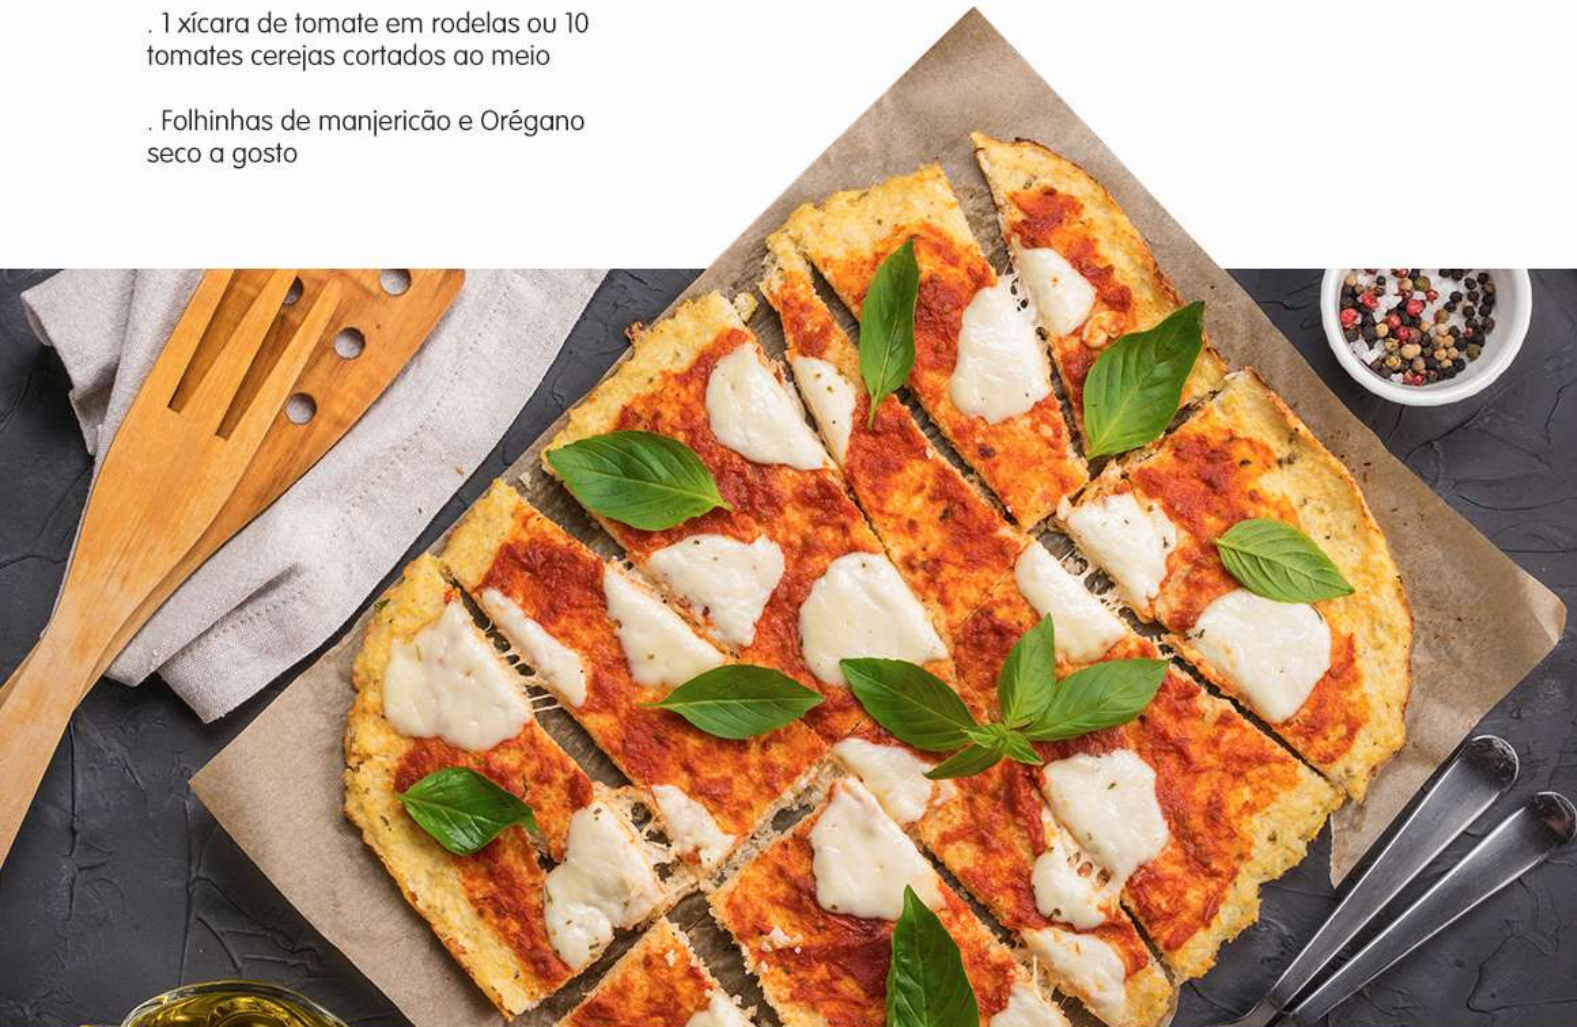 . 1 xícara de tomate em rodelas ou 10
tomates cerejas cortados ao meio
. Folhinhas de manjericão e Orégano
seco a gosto